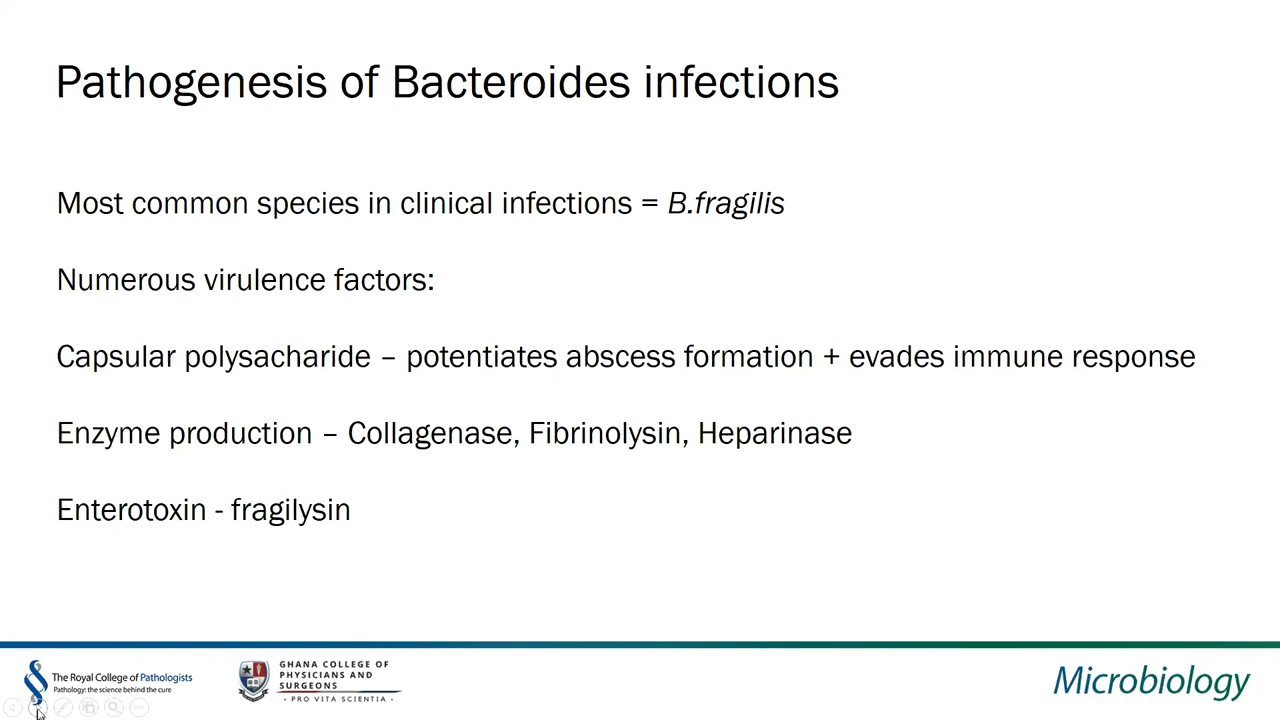 Pathogenesis of Bacteroides infections
Most common species in clinical infections = B.fragilis
Numerous virulence factors:
Capsular polysacharide – potentiates abscess formation + evades immune response
Enzyme production – Collagenase, Fibrinolysin, Heparinase
Enterotoxin - fragilysin
The Royal College of Pathologists
Pathology: the science behind the cure
GHANA COLLEGE OF
PHYSICIANS AND
SURGEONS
· PRO VITA SCIENTIA ·
Microbiology